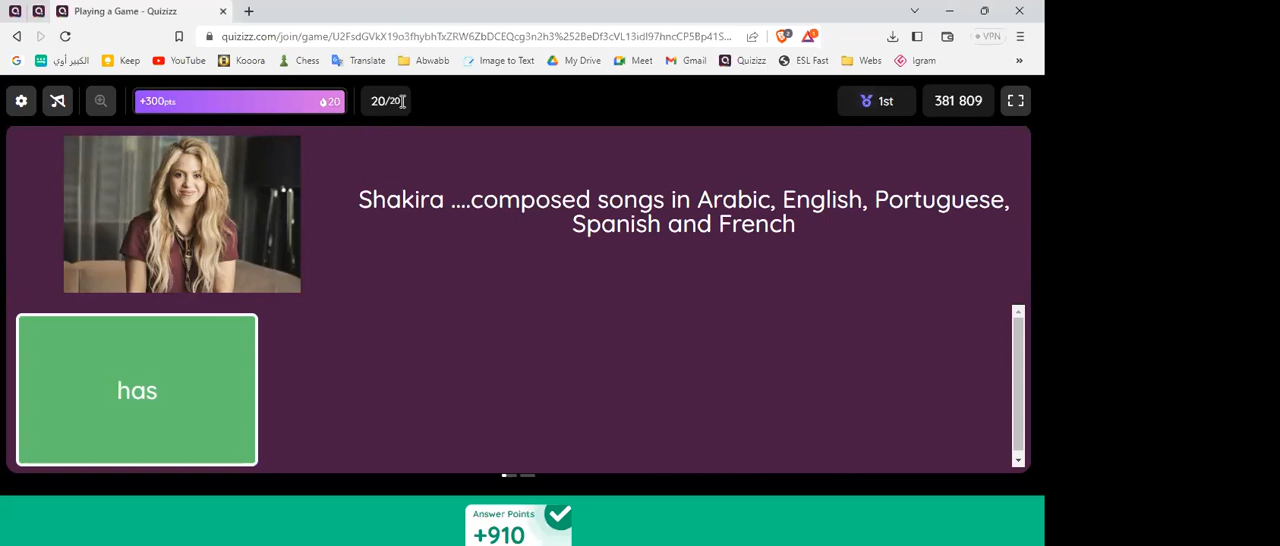 Playing a Game - Quizizz
quizizz.com/join/game/U2FsdGVkX19o3fhybhTxZRW6ZbDCEQcg3n2h3%252BeDf3cVL13idI97hncCP5Bp41S...
VPN
الكبير أوي
Keep
YouTube
Kooora
Chess
Translate
Abwabb
Image to Text
My Drive
Meet
Gmail
Quizizz
ESL Fast
Webs
Igram
»
+300pts
20
20/20
1st
381 809
Shakira ....composed songs in Arabic, English, Portuguese,
Spanish and French
has
Answer Points
+910